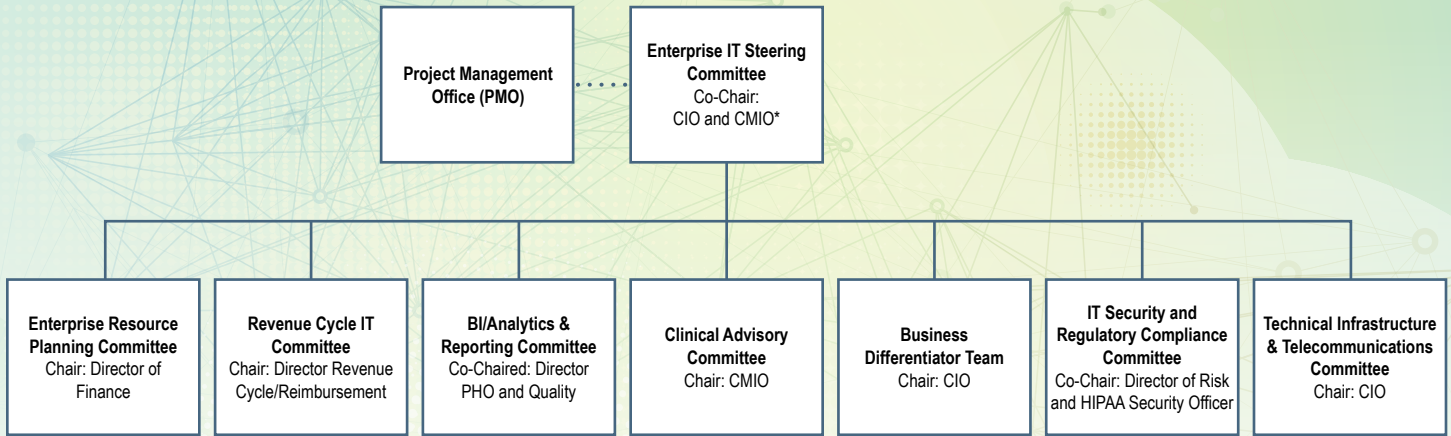 Project Management
Office (PMO)
Enterprise IT Steering
Committee
Co-Chair:
CIO and CMIO*
Enterprise Resource
Planning Committee
Chair: Director of
Finance
Revenue Cycle IT
Committee
Chair: Director Revenue
Cycle/Reimbursement
BI/Analytics &
Reporting Committee
Co-Chaired: Director
PHO and Quality
Clinical Advisory
Committee
Chair: CMIO
Business
Differentiator Team
Chair: CIO
IT Security and
Regulatory Compliance
Committee
Co-Chair: Director of Risk
and HIPAA Security Officer
Technical Infrastructure
& Telecommunications
Committee
Chair: CIO